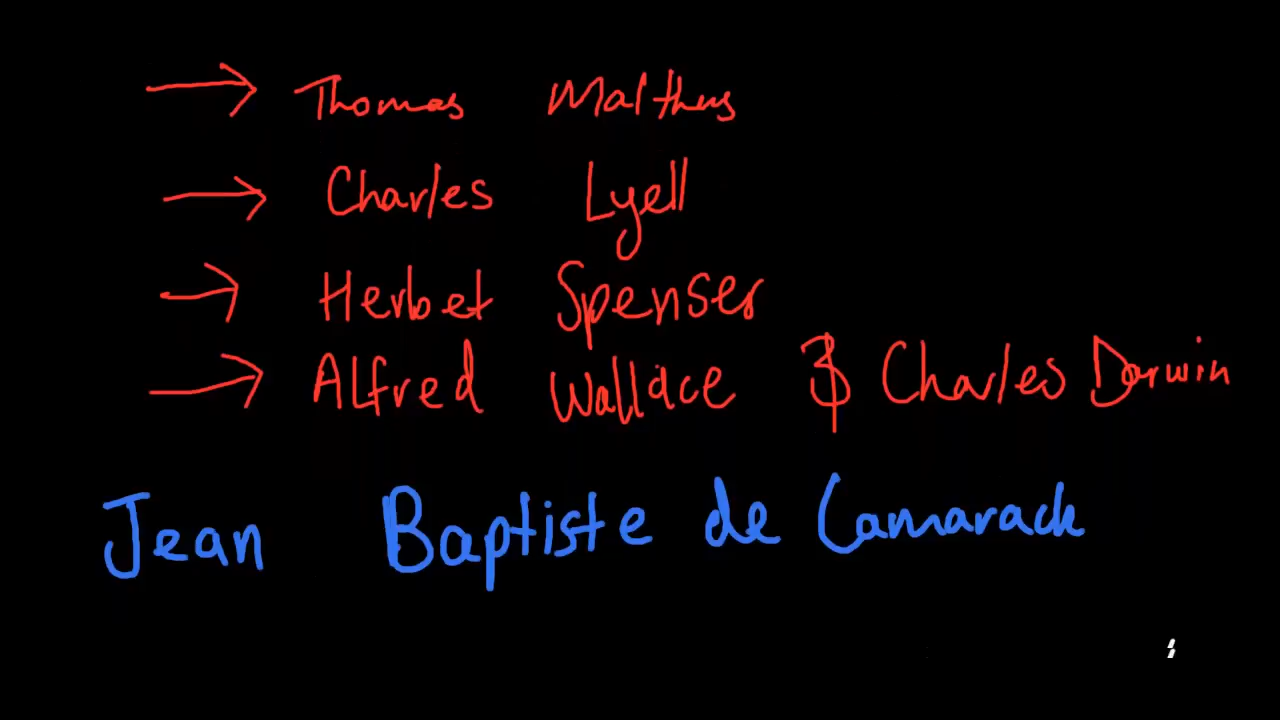 Thomas Malthus
Charles Lyell
Herbet Spenser
Alfred Wallace & Charles Darwin
Jean Baptiste de Lamarack